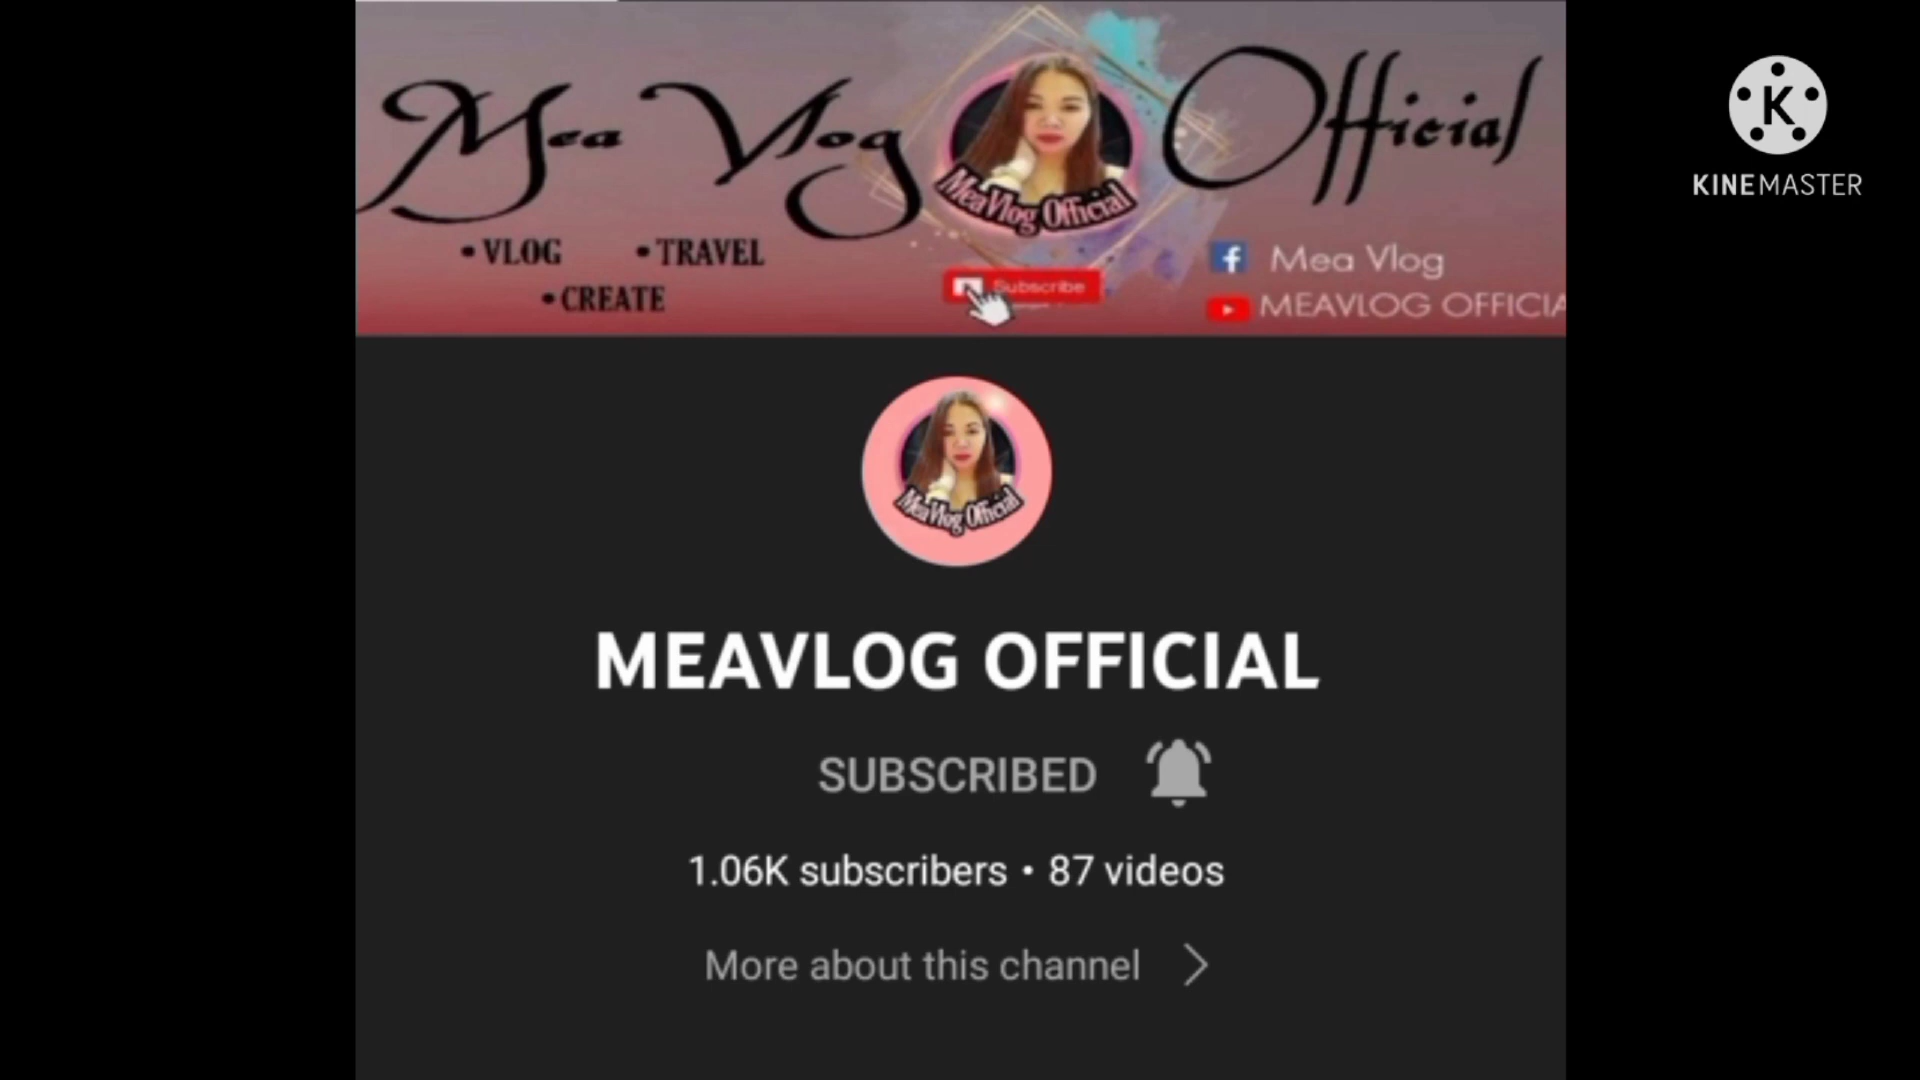 Mea Vlog Official
MeaVlog Official
• VLOG • TRAVEL
• CREATE
Subscribe
Mea Vlog
MEAVLOG OFFICIA
KINEMASTER
MeaVlog Official
MEAVLOG OFFICIAL
SUBSCRIBED
1.06K subscribers • 87 videos
More about this channel